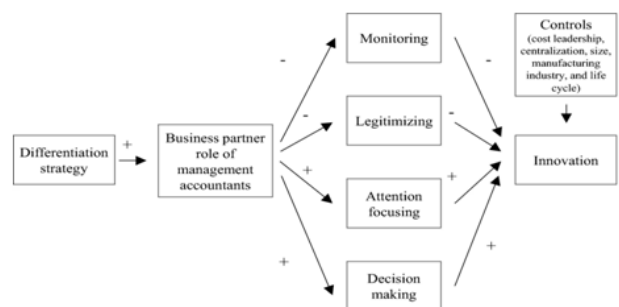 Controls
(cost leadership,
centralization, size,
manufacturing
industry, and life
cycle)
Monitoring
-
-
Legitimizing
-
-
Differentiation
strategy
+
Business partner
role of
management
accountants
Innovation
+
Attention
focusing
+
+
Decision
making
+